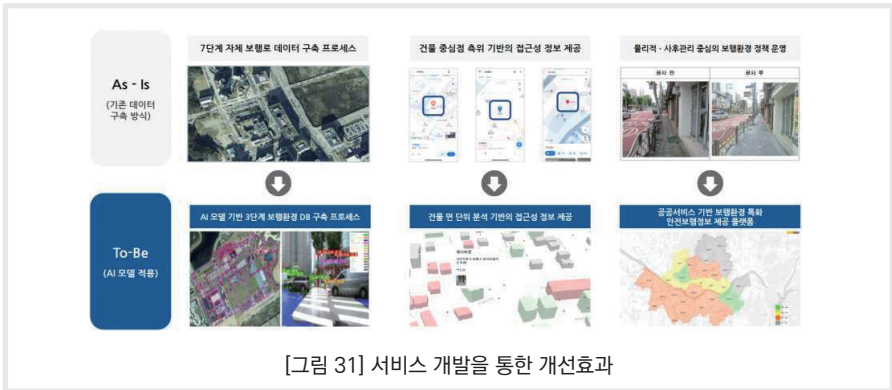 As - Is
(기존 데이터
구축 방식)
7단계 자체 보행로 데이터 구축 프로세스
건물 중심점 측위 기반의 접근성 정보 제공
물리적 · 사후관리 중심의 보행환경 정책 운영
공사 전
공사 후
To-Be
(AI 모델 적용)
AI 모델 기반 3단계 보행환경 DB 구축 프로세스
건물 면 단위 분석 기반의 접근성 정보 제공
공공서비스 기반 보행환경 특화
안전보행정보 제공 플랫폼
[그림 31] 서비스 개발을 통한 개선효과